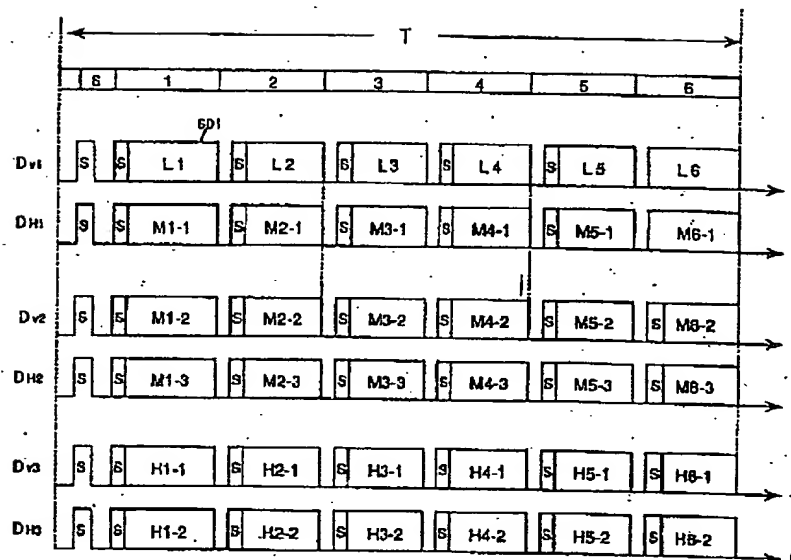 T
S 1 2 3 4 5 6
601
Dv1 S S L1 S L2 S L3 S L4 S L5 L6
DH1 S S M1-1 S M2-1 S M3-1 S M4-1 S M5-1 M6-1
Dv2 S S M1-2 S M2-2 S M3-2 S M4-2 S M5-2 S M6-2
DH2 S S M1-3 S M2-3 S M3-3 S M4-3 S M5-3 S M6-3
Dv3 S S H1-1 S H2-1 S H3-1 S H4-1 S H5-1 S H6-1
DH3 S S H1-2 S H2-2 S H3-2 S H4-2 S H5-2 S H6-2